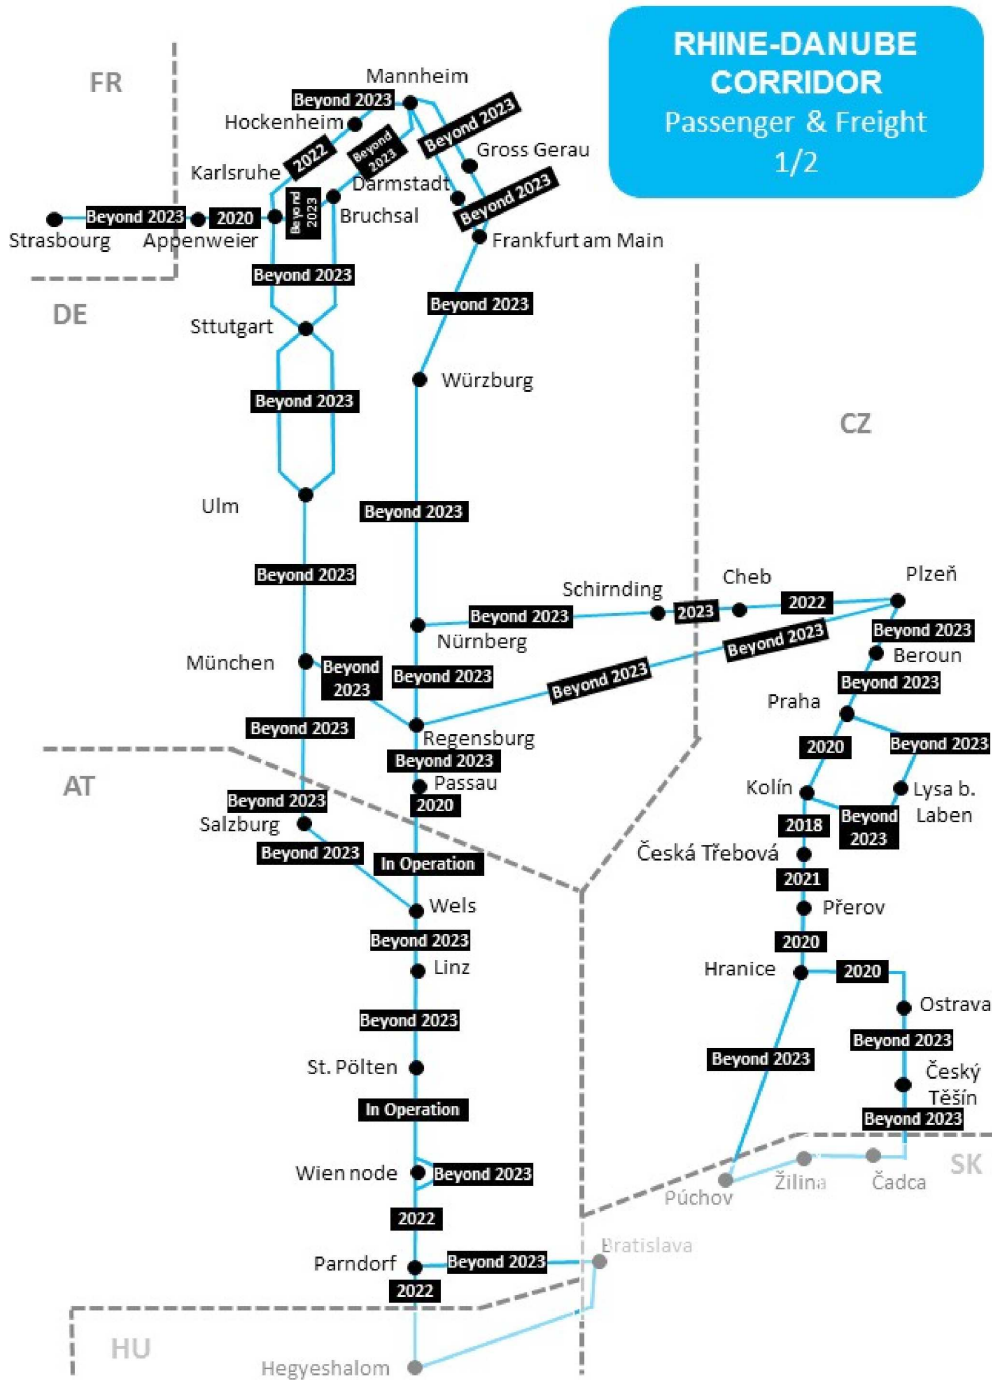 RHINE-DANUBE
CORRIDOR
Passenger & Freight
1/2
FR
Mannheim
Beyond 2023
Hockenheim
Beyond 2023
2022
Beyond
2023
Gross Gerau
Karlsruhe
Darmstadt
Beyond 2023
Beyond
2023
Bruchsal
Beyond 2023
2020
Strasbourg
Appenweier
Frankfurt am Main
Beyond 2023
DE
Beyond 2023
Sttutgart
Würzburg
Beyond 2023
CZ
Ulm
Beyond 2023
Beyond 2023
Schirnding
Cheb
Plzeň
Beyond 2023
2023
2022
Nürnberg
Beyond 2023
Beyond 2023
Beroun
München
Beyond
2023
Beyond 2023
Beyond 2023
Beyond 2023
Praha
Beyond 2023
Regensburg
2020
Beyond 2023
Beyond 2023
Beyond 2023
AT
Passau
Kolín
Lysa b.
Laben
Beyond 2023
2020
Beyond
2023
Salzburg
2018
Beyond 2023
In Operation
Česká Třebová
2021
Wels
Přerov
Beyond 2023
2020
Linz
Hranice
2020
Ostrava
Beyond 2023
Beyond 2023
Beyond 2023
St. Pölten
Český
Těšín
In Operation
Beyond 2023
SK
Wien node
Beyond 2023
Púchov
Žilina
Čadca
2022
Bratislava
Parndorf
Beyond 2023
2022
HU
Hegyeshalom